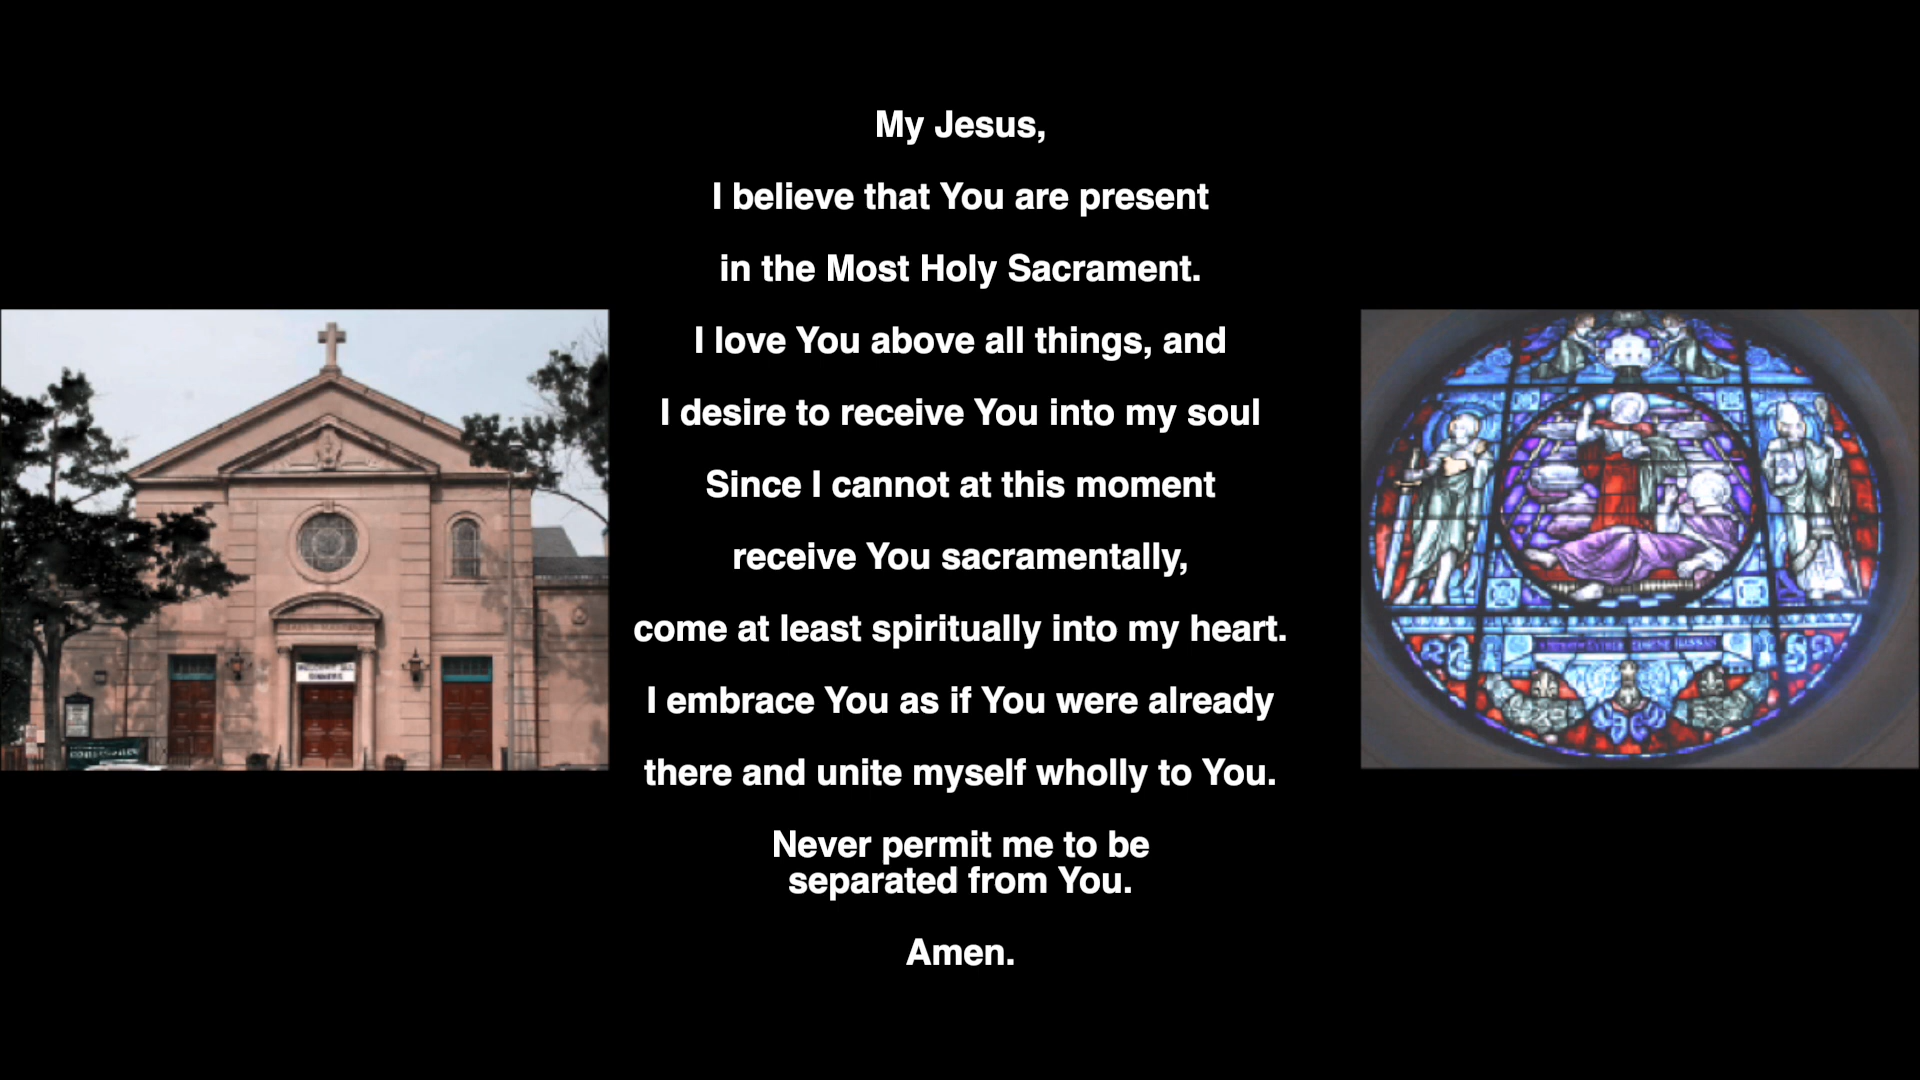 My Jesus,
I believe that You are present
in the Most Holy Sacrament.
I love You above all things, and
I desire to receive You into my soul
Since I cannot at this moment
receive You sacramentally,
come at least spiritually into my heart.
I embrace You as if You were already
there and unite myself wholly to You.
Never permit me to be
separated from You.
Amen.